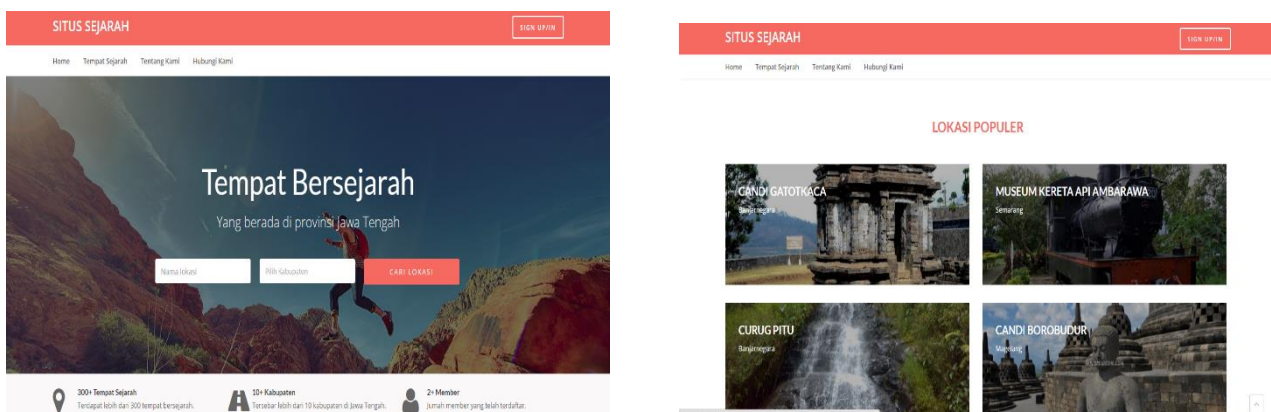 SITUS SEJARAH
SIGN UP/IN
Home Tempat Sejarah Tentang Kami Hubungi Kami
Tempat Bersejarah
Yang berada di provinsi Jawa Tengah
Nama lokasi
Pilih Kabupaten
CARI LOKASI
300+ Tempat Sejarah
Terdapat lebih dari 300 tempat bersejarah.
10+ Kabupaten
Tersebar lebih dari 10 kabupaten di Jawa Tengah.
2+ Member
Jumah member yang telah terdaftar.
SITUS SEJARAH
SIGN UP/IN
Home Tempat Sejarah Tentang Kami Hubungi Kami
LOKASI POPULER
CANDI GATOTKACA
Banjarnegara
MUSEUM KERETA API AMBARAWA
Semarang
CURUG PITU
Banjarnegara
CANDI BOROBUDUR
Magelang